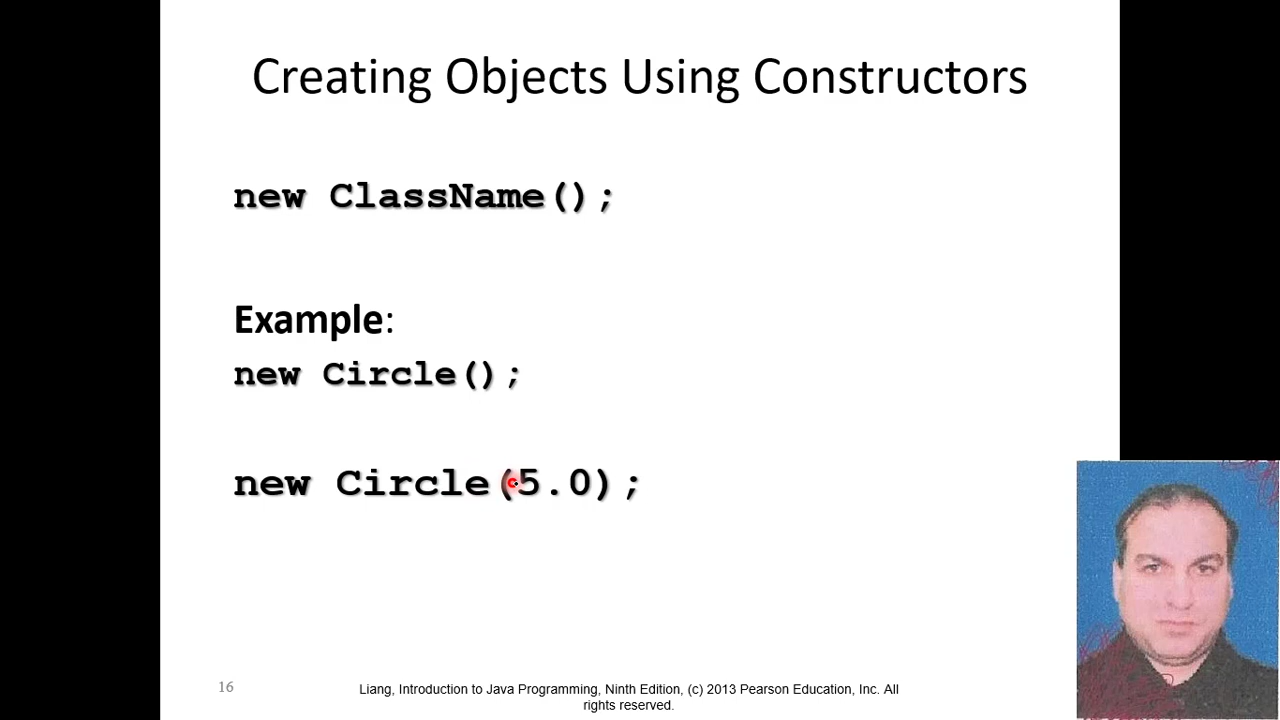 Creating Objects Using Constructors
new ClassName();
Example:
new Circle();
new Circle(5.0);
16
Liang, Introduction to Java Programming, Ninth Edition, (c) 2013 Pearson Education, Inc. All
rights reserved.